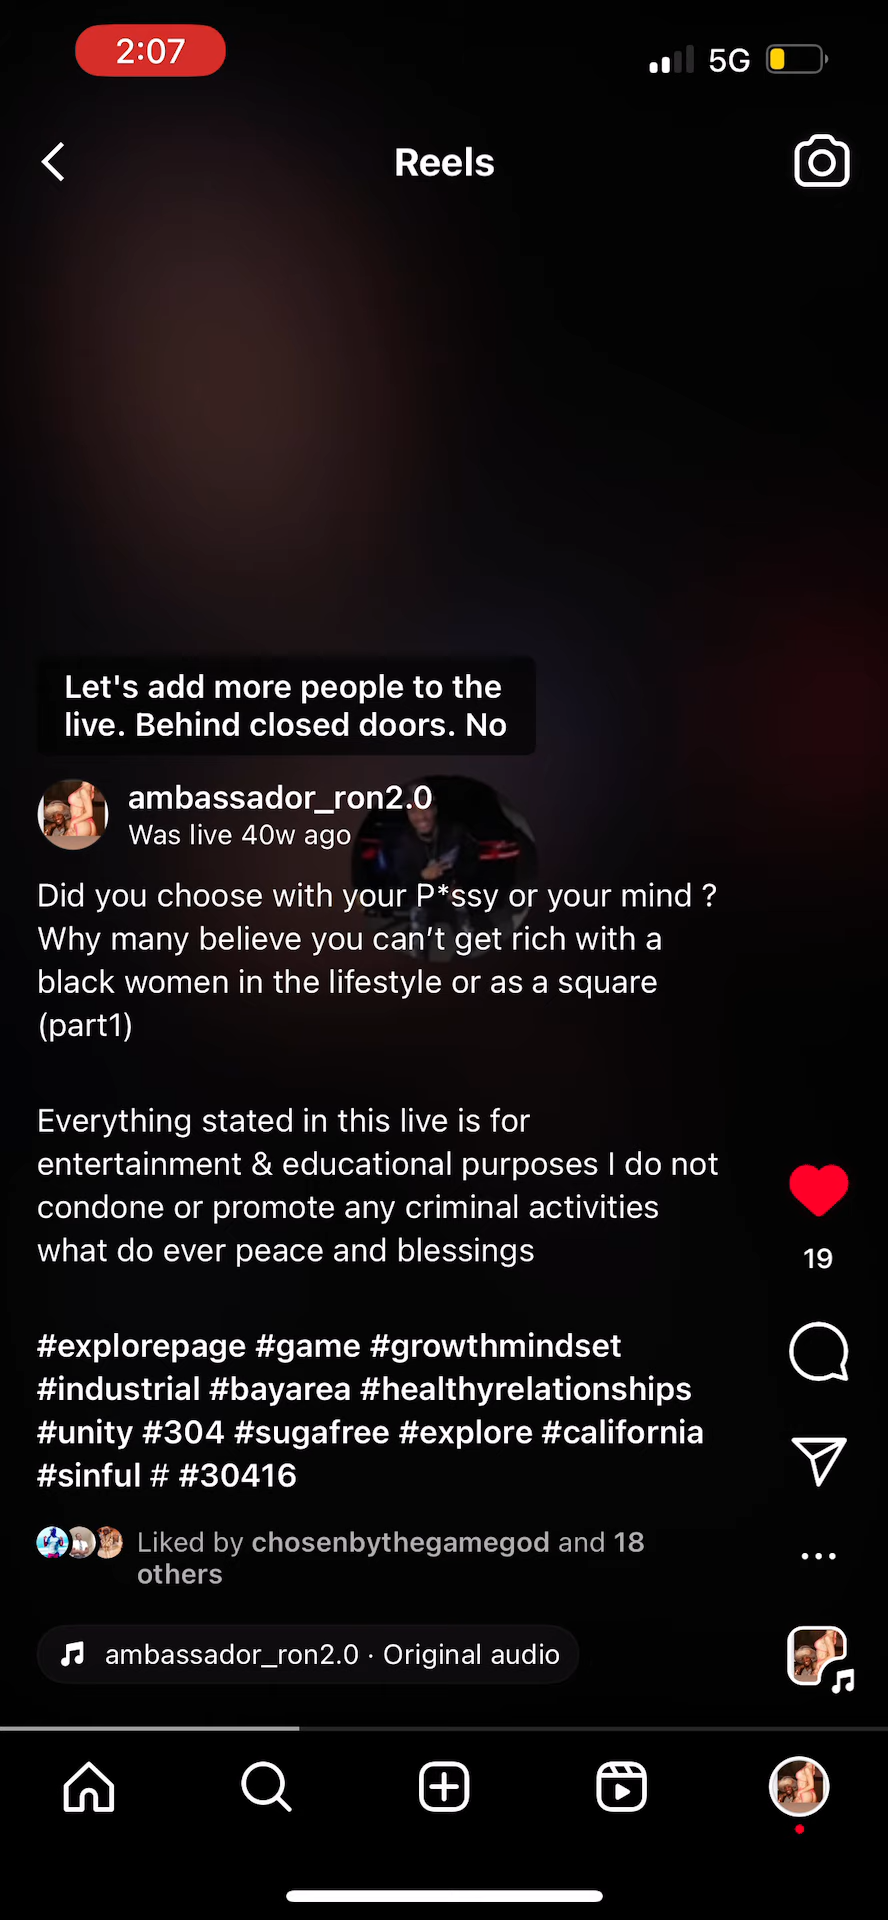 2:07
5G
Reels
Let's add more people to the
live. Behind closed doors. No
ambassador_ron2.0
Was live 40w ago
Did you choose with your P*ssy or your mind ?
Why many believe you can’t get rich with a
black women in the lifestyle or as a square
(part1)
Everything stated in this live is for
entertainment & educational purposes I do not
condone or promote any criminal activities
what do ever peace and blessings
#explorepage #game #growthmindset
#industrial #bayarea #healthyrelationships
#unity #304 #sugafree #explore #california
#sinful # #30416
19
Liked by chosenbythegamegod and 18
others
ambassador_ron2.0 · Original audio